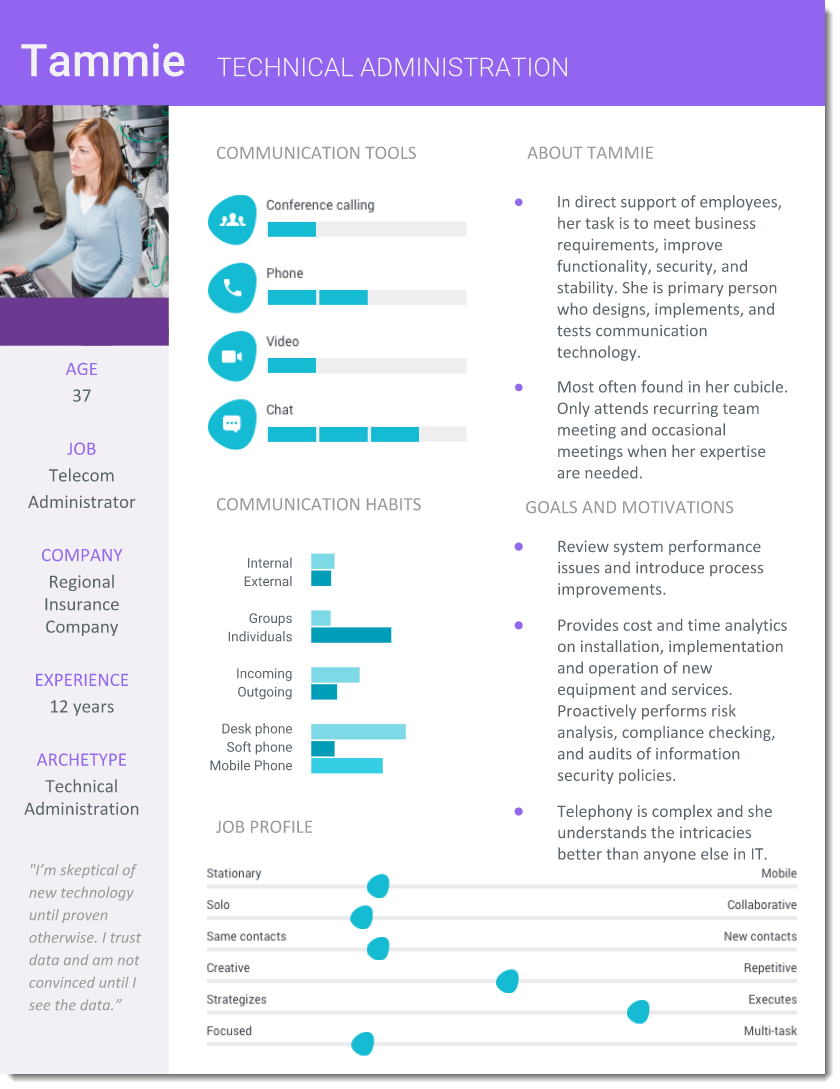 Tammie TECHNICAL ADMINISTRATION
AGE
37
JOB
Telecom
Administrator
COMPANY
Regional
Insurance
Company
EXPERIENCE
12 years
ARCHETYPE
Technical
Administration
"I'm skeptical of
new technology
until proven
otherwise. I trust
data and am not
convinced until I
see the data."
COMMUNICATION TOOLS
Conference calling
Phone
Video
Chat
COMMUNICATION HABITS
Internal
External
Groups
Individuals
Incoming
Outgoing
Desk phone
Soft phone
Mobile Phone
ABOUT TAMMIE
In direct support of employees,
her task is to meet business
requirements, improve
functionality, security, and
stability. She is primary person
who designs, implements, and
tests communication
technology.
Most often found in her cubicle.
Only attends recurring team
meeting and occasional
meetings when her expertise
are needed.
GOALS AND MOTIVATIONS
Review system performance
issues and introduce process
improvements.
Provides cost and time analytics
on installation, implementation
and operation of new
equipment and services.
Proactively performs risk
analysis, compliance checking,
and audits of information
security policies.
Telephony is complex and she
understands the intricacies
better than anyone else in IT.
JOB PROFILE
Stationary Mobile
Solo Collaborative
Same contacts New contacts
Creative Repetitive
Strategizes Executes
Focused Multi-task